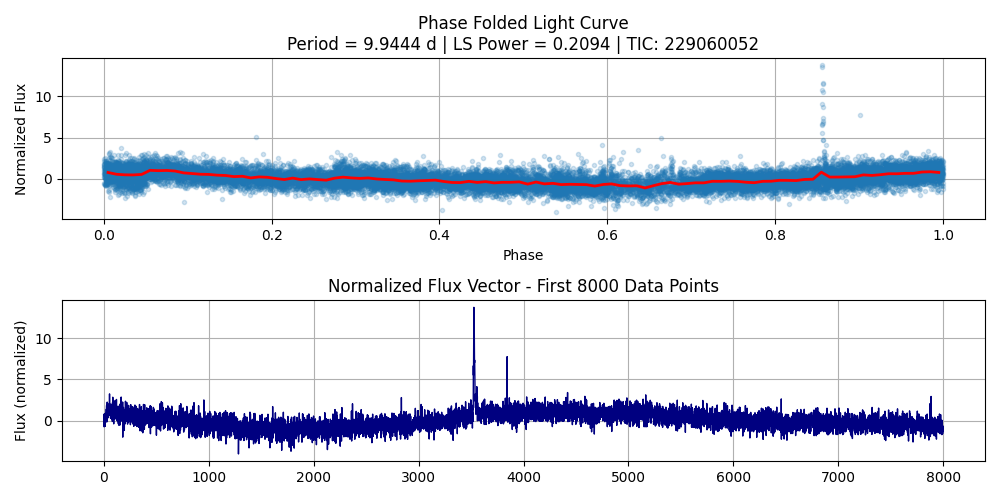 Phase Folded Light Curve
Period = 9.9444 d | LS Power = 0.2094 | TIC: 229060052
Normalized Flux
10
5
0
0.0 0.2 0.4 0.6 0.8 1.0
Phase
Normalized Flux Vector - First 8000 Data Points
Flux (normalized)
10
5
0
0 1000 2000 3000 4000 5000 6000 7000 8000